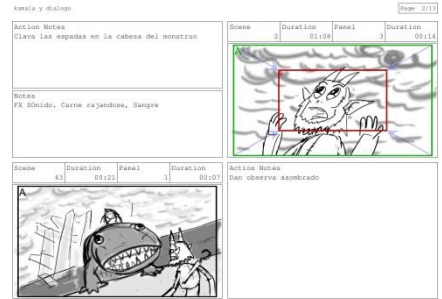 kamala y dialogo
Page 2/13
Action Notes
Clava las espadas en la cabeza del monstruo
Scene Duration Panel Duration
2 01:08 3 00:14
Notes
FX SOnido. Carne rajandose, Sangre
A
Scene Duration Panel Duration
43 00:21 1 00:07
Action Notes
Dan observa asombrado
A